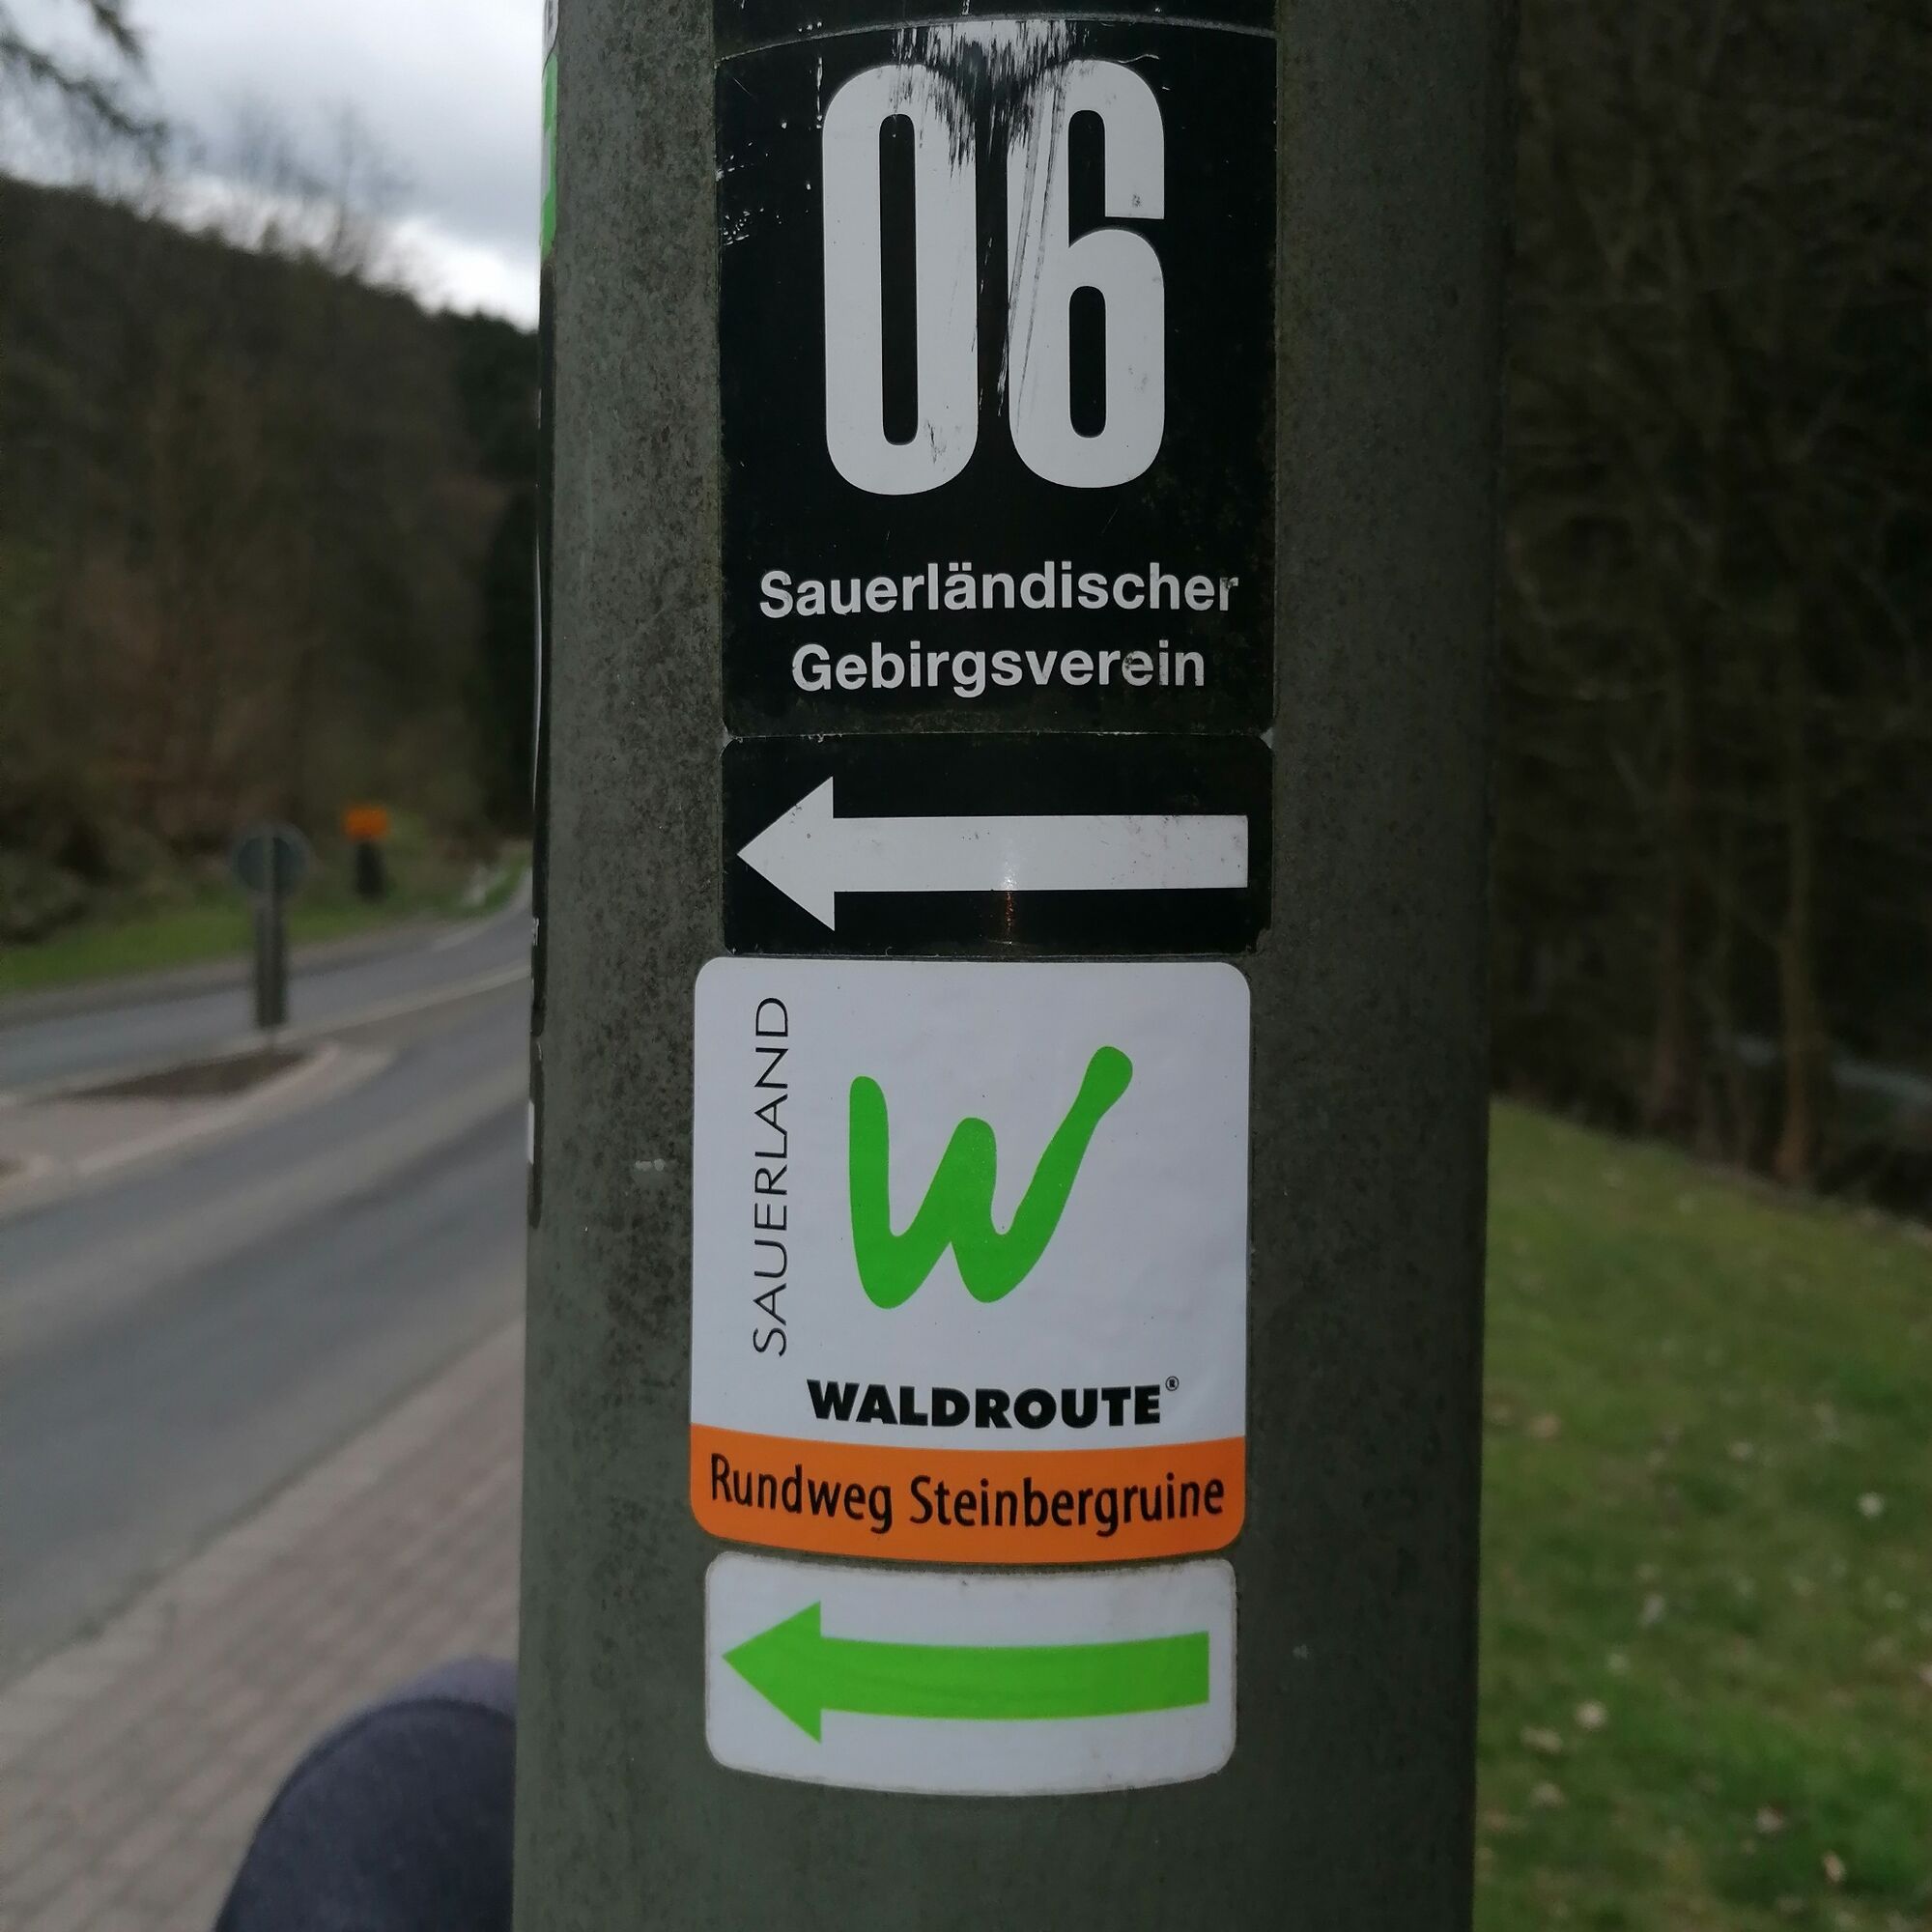 06
Sauerländischer
Gebirgsverein
SAUERLAND
W
WALDROUTE®
Rundweg Steinbergruine